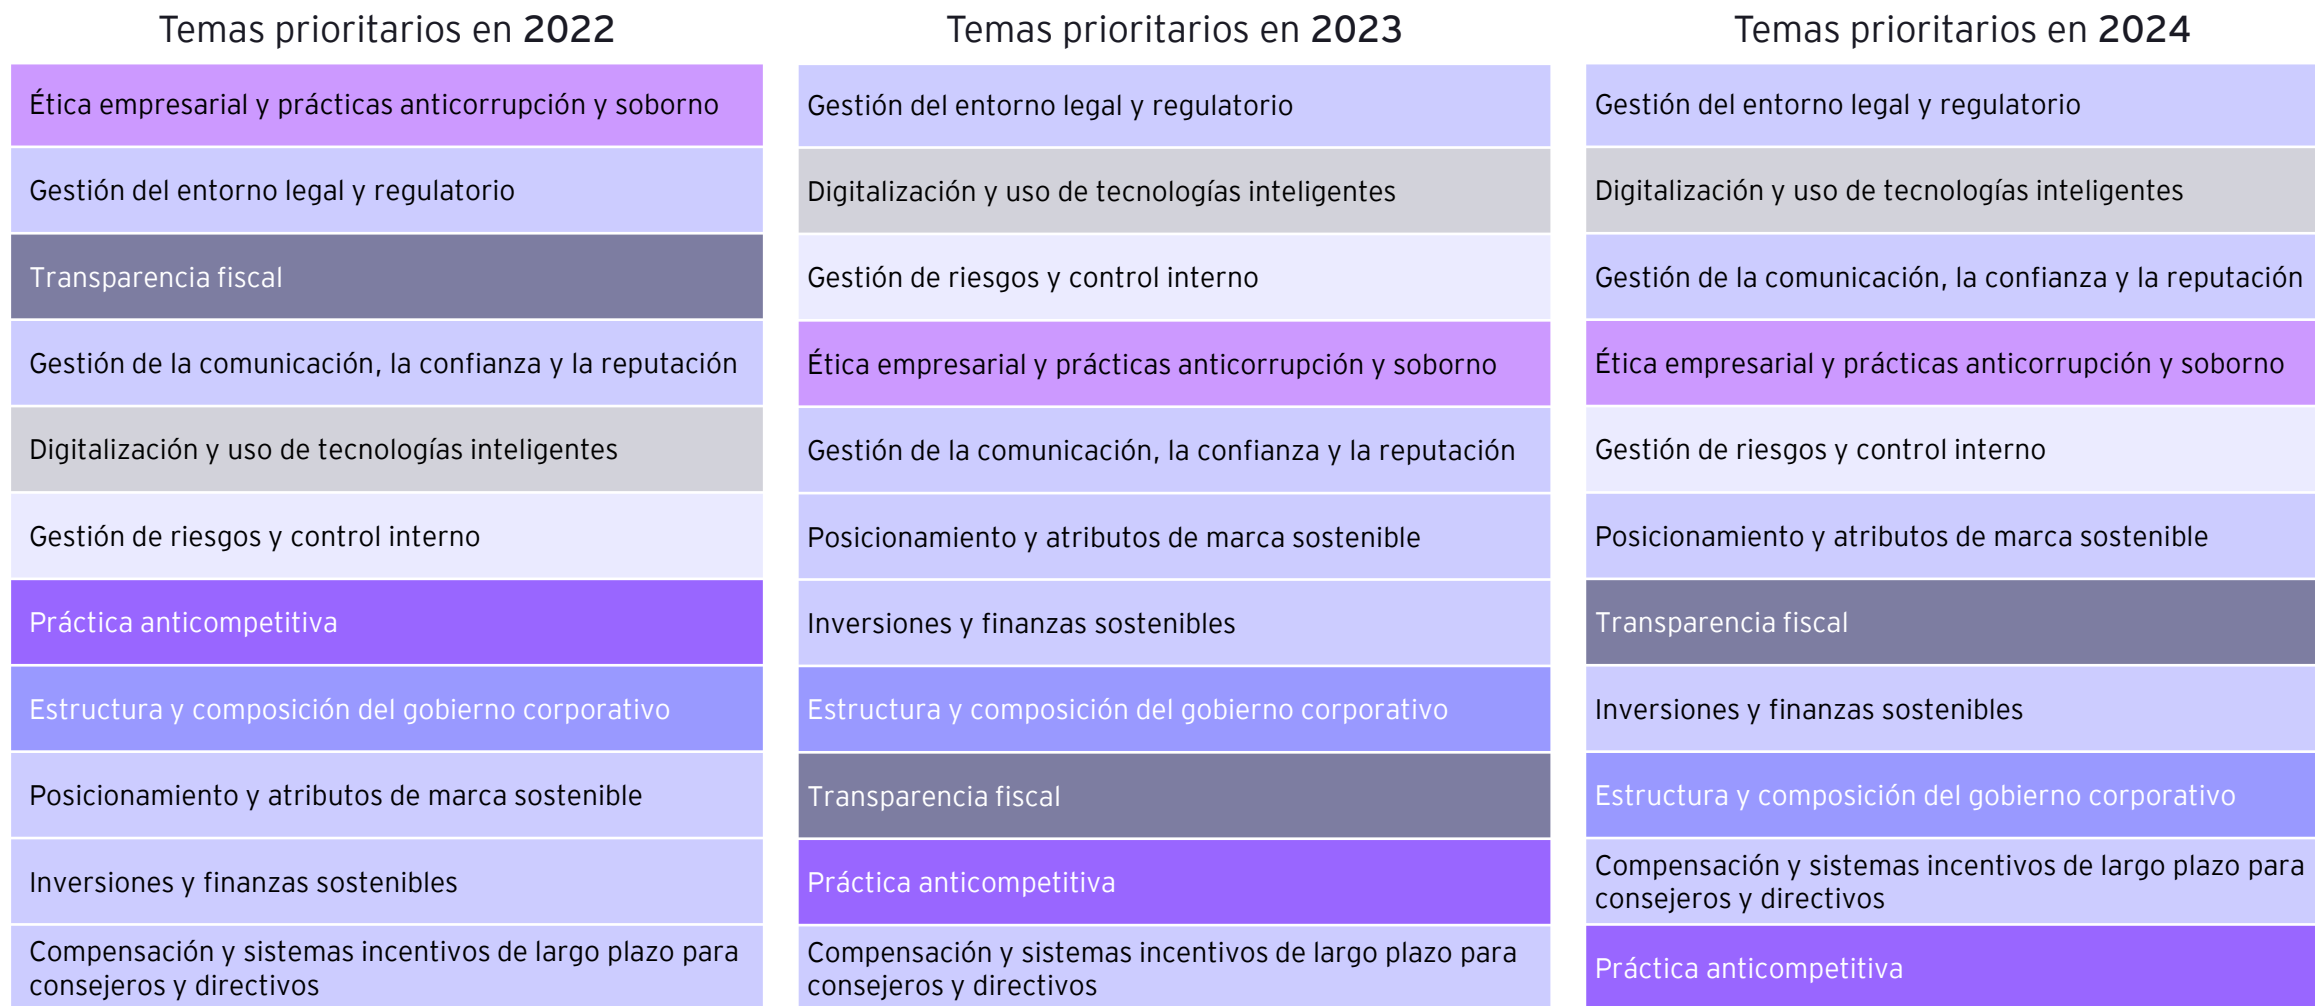 Temas prioritarios en 2022
Ética empresarial y prácticas anticorrupción y soborno
Gestión del entorno legal y regulatorio
Transparencia fiscal
Gestión de la comunicación, la confianza y la reputación
Digitalización y uso de tecnologías inteligentes
Gestión de riesgos y control interno
Práctica anticompetitiva
Estructura y composición del gobierno corporativo
Posicionamiento y atributos de marca sostenible
Inversiones y finanzas sostenibles
Compensación y sistemas incentivos de largo plazo para
consejeros y directivos
Temas prioritarios en 2023
Gestión del entorno legal y regulatorio
Digitalización y uso de tecnologías inteligentes
Gestión de riesgos y control interno
Ética empresarial y prácticas anticorrupción y soborno
Gestión de la comunicación, la confianza y la reputación
Posicionamiento y atributos de marca sostenible
Inversiones y finanzas sostenibles
Estructura y composición del gobierno corporativo
Transparencia fiscal
Práctica anticompetitiva
Compensación y sistemas incentivos de largo plazo para
consejeros y directivos
Temas prioritarios en 2024
Gestión del entorno legal y regulatorio
Digitalización y uso de tecnologías inteligentes
Gestión de la comunicación, la confianza y la reputación
Ética empresarial y prácticas anticorrupción y soborno
Gestión de riesgos y control interno
Posicionamiento y atributos de marca sostenible
Transparencia fiscal
Inversiones y finanzas sostenibles
Estructura y composición del gobierno corporativo
Compensación y sistemas incentivos de largo plazo para
consejeros y directivos
Práctica anticompetitiva